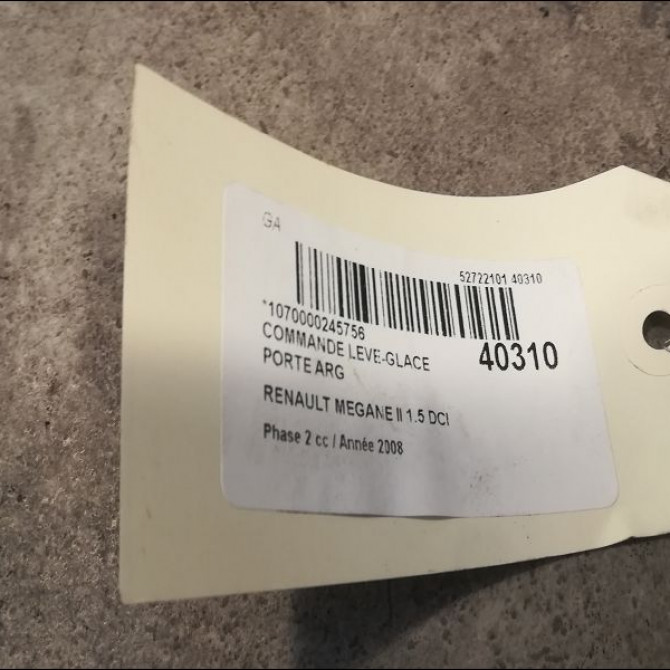 GA
52722101 40310
*1070000245756
COMMANDE LEVE-GLACE
PORTE ARG
40310
RENAULT MEGANE II 1.5 DCI
Phase 2 cc / Année 2008